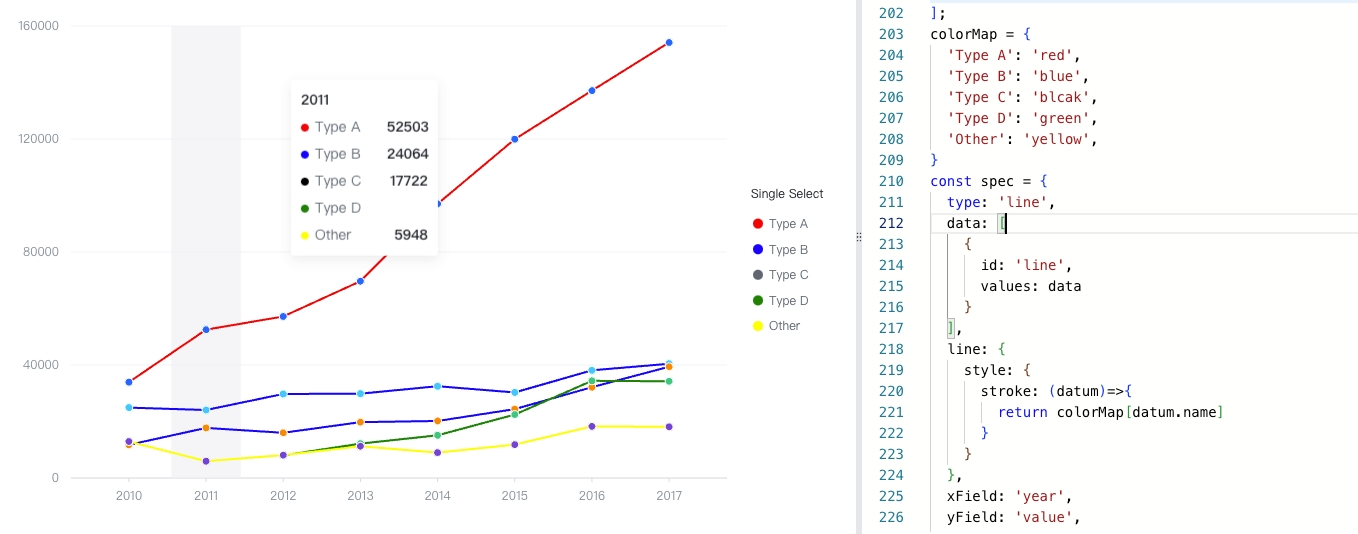 160000
120000
80000
40000
0
2010 2011 2012 2013 2014 2015 2016 2017
2011
Type A 52503
Type B 24064
Type C 17722
Type D
Other 5948
Single Select
Type A
Type B
Type C
Type D
Other
202 ];
203 colorMap = {
204 'Type A': 'red',
205 'Type B': 'blue',
206 'Type C': 'blcak',
207 'Type D': 'green',
208 'Other': 'yellow',
209 }
210 const spec = {
211 type: 'line',
212 data: [
213 {
214 id: 'line',
215 values: data
216 }
217 ],
218 line: {
219 style: {
220 stroke: (datum)=>{
221 return colorMap[datum.name]
222 }
223 }
224 },
225 xField: 'year',
226 yField: 'value',